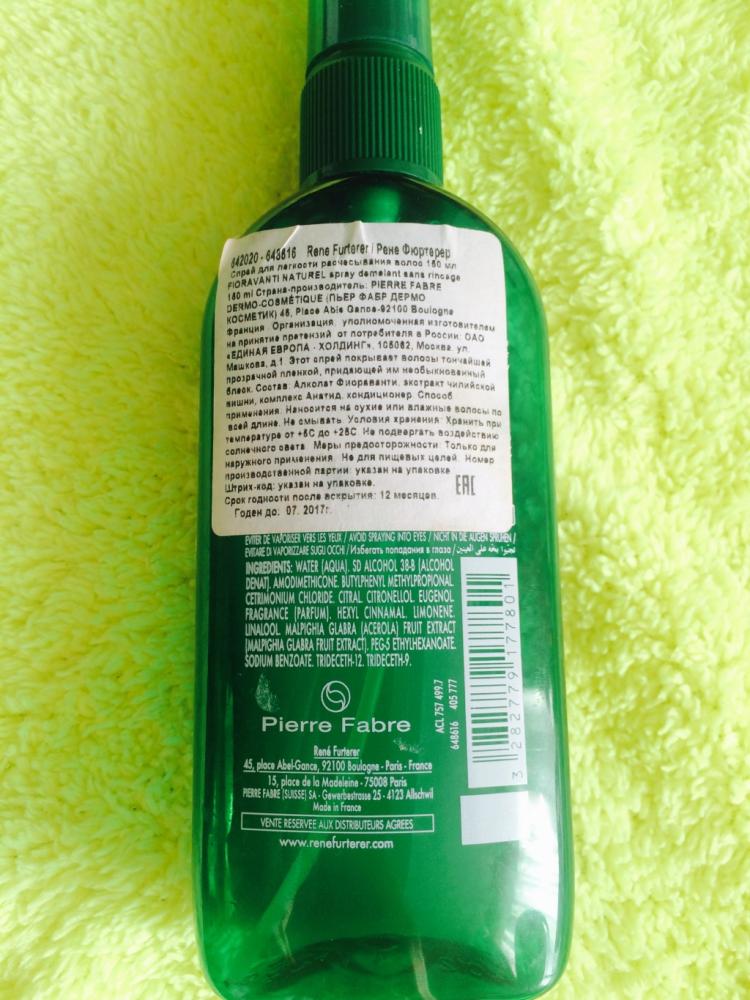 642020 - 643616 Rene Furterer / Рене Фюртерер
Спрей для легкости расчесывания волос 150 мл
FIORAVANTI NATUREL spray demelant sans rincage
150 ml Страна-производитель: PIERRE FABRE
DERMO-COSMÉTIQUE (ПЬЕР ФАБР ДЕРМО
КОСМЕТИК) 45, Place Able Gance-92100 Boulogne
Франция Организация, уполномоченная изготовителем
на принятие претензий от потребителя в России: ОАО
«ЕДИНАЯ ЕВРОПА - ХОЛДИНГ», 105082, Москва, ул.
Машкова, д.1 Этот спрей покрывает волосы тончайшей
прозрачной пленкой, придающей им необыкновенный
блеск. Состав: Алколат Фиораванти, экстракт чилийской
вишни, комплекс Анатид, кондиционер. Способ
применения: Наносится на сухие или влажные волосы по
всей длине. Не смывать. Условия хранения: Хранить при
температуре от +5С до +25С. Не подвергать воздействию
солнечного света. Меры предосторожности: Только для
наружного применения. Не для пищевых целей. Номер
производственной партии: указан на упаковке
Штрих-код: указан на упаковке.
Срок годности после вскрытия: 12 месяцев. EAC
Годен до: 07. 2017г.
EVITER DE VAPORISER VERS LES YEUX / AVOID SPRAYING INTO EYES / NICHT IN DIE AUGEN SPRÜHEN /
EVITARE DI VAPORIZZARE SUGLI OCCHI / Избегать попадания в глаза / تجنبوا بخه على العينين
INGREDIENTS: WATER (AQUA). SD ALCOHOL 38-B (ALCOHOL
DENAT). AMODIMETHICONE. BUTYLPHENYL METHYLPROPIONAL
CETRIMONIUM CHLORIDE. CITRAL. CITRONELLOL. EUGENOL
FRAGRANCE (PARFUM). HEXYL CINNAMAL. LIMONENE.
LINALOOL. MALPIGHIA GLABRA (ACEROLA) FRUIT EXTRACT
(MALPIGHIA GLABRA FRUIT EXTRACT). PEG-5 ETHYLHEXANOATE.
SODIUM BENZOATE. TRIDECETH-12. TRIDECETH-9.
Pierre Fabre
René Furterer
45, place Abel-Gance, 92100 Boulogne - Paris - France
15, place de la Madeleine - 75008 Paris
PIERRE FABRE (SUISSE) SA - Gewerbestrasse 25 - 4123 Allschwil
Made in France
VENTE RESERVEE AUX DISTRIBUTEURS AGREES
www.renefurterer.com
ACL 757 499.7
648616 405 777
3 282779 177801